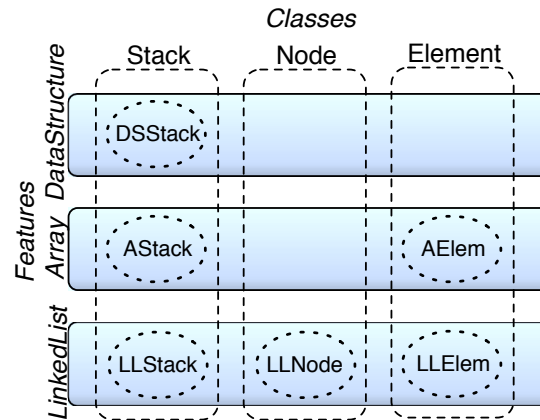 Classes
Stack Node Element
DataStructure
DSStack
Features
Array
AStack AElem
LinkedList
LLStack LLNode LLElem